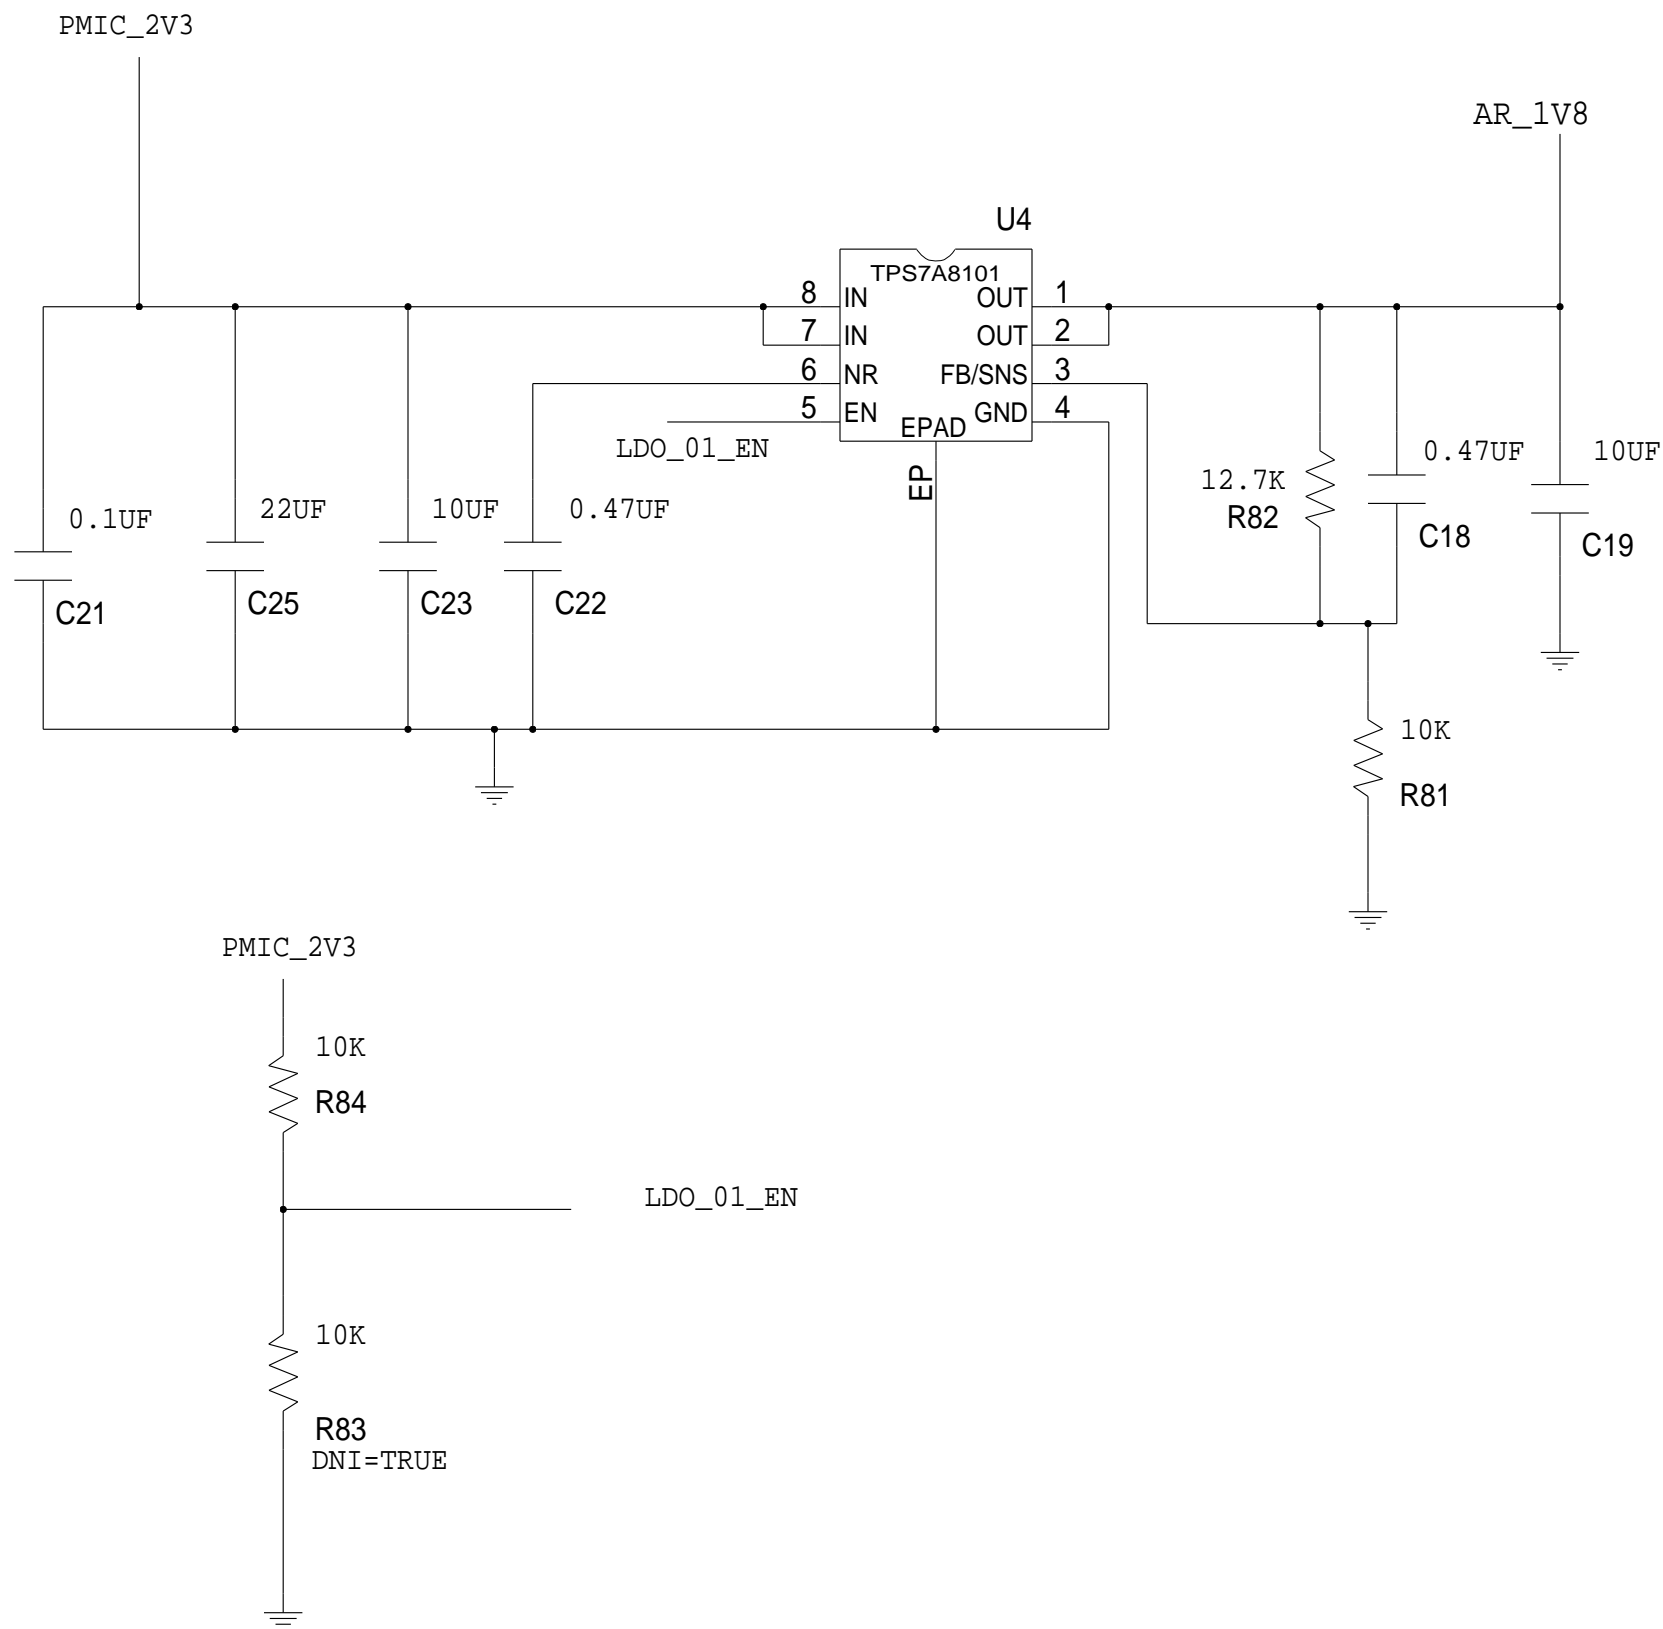 PMIC_2V3
AR_1V8
U4
TPS7A8101
8 IN OUT 1
7 IN OUT 2
6 NR FB/SNS 3
5 EN GND 4
EPAD
LDO_01_EN
EP
0.1UF
C21
22UF
C25
10UF
C23
0.47UF
C22
12.7K
R82
0.47UF
C18
10UF
C19
10K
R81
PMIC_2V3
10K
R84
LDO_01_EN
10K
R83
DNI=TRUE